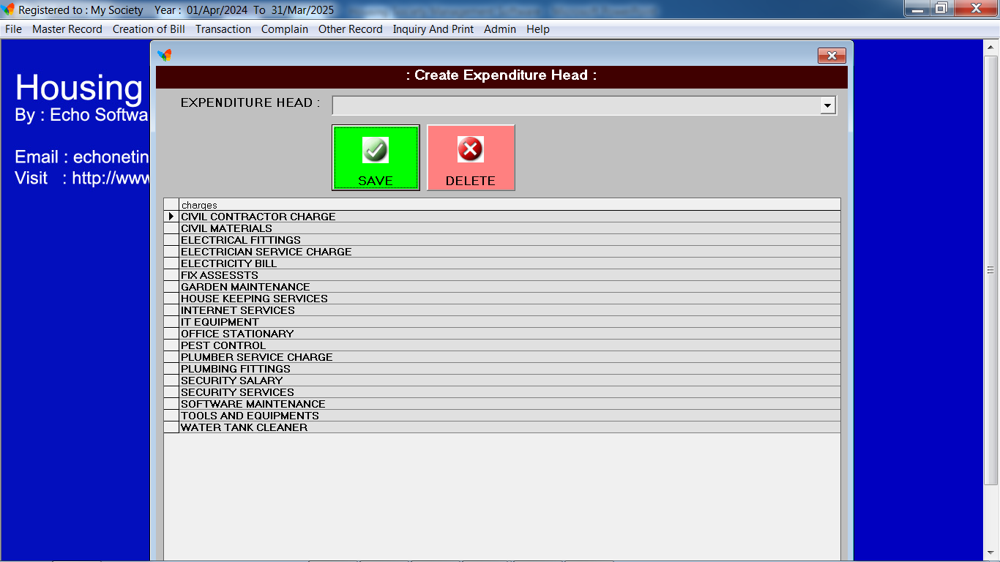 Registered to : My Society Year : 01/Apr/2024 To 31/Mar/2025
File Master Record Creation of Bill Transaction Complain Other Record Inquiry And Print Admin Help
Housing
By : Echo Softwa
Email : echonetin
Visit : http://www
: Create Expenditure Head :
EXPENDITURE HEAD :
SAVE DELETE
charges
CIVIL CONTRACTOR CHARGE
CIVIL MATERIALS
ELECTRICAL FITTINGS
ELECTRICIAN SERVICE CHARGE
ELECTRICITY BILL
FIX ASSESSTS
GARDEN MAINTENANCE
HOUSE KEEPING SERVICES
INTERNET SERVICES
IT EQUIPMENT
OFFICE STATIONARY
PEST CONTROL
PLUMBER SERVICE CHARGE
PLUMBING FITTINGS
SECURITY SALARY
SECURITY SERVICES
SOFTWARE MAINTENANCE
TOOLS AND EQUIPMENTS
WATER TANK CLEANER